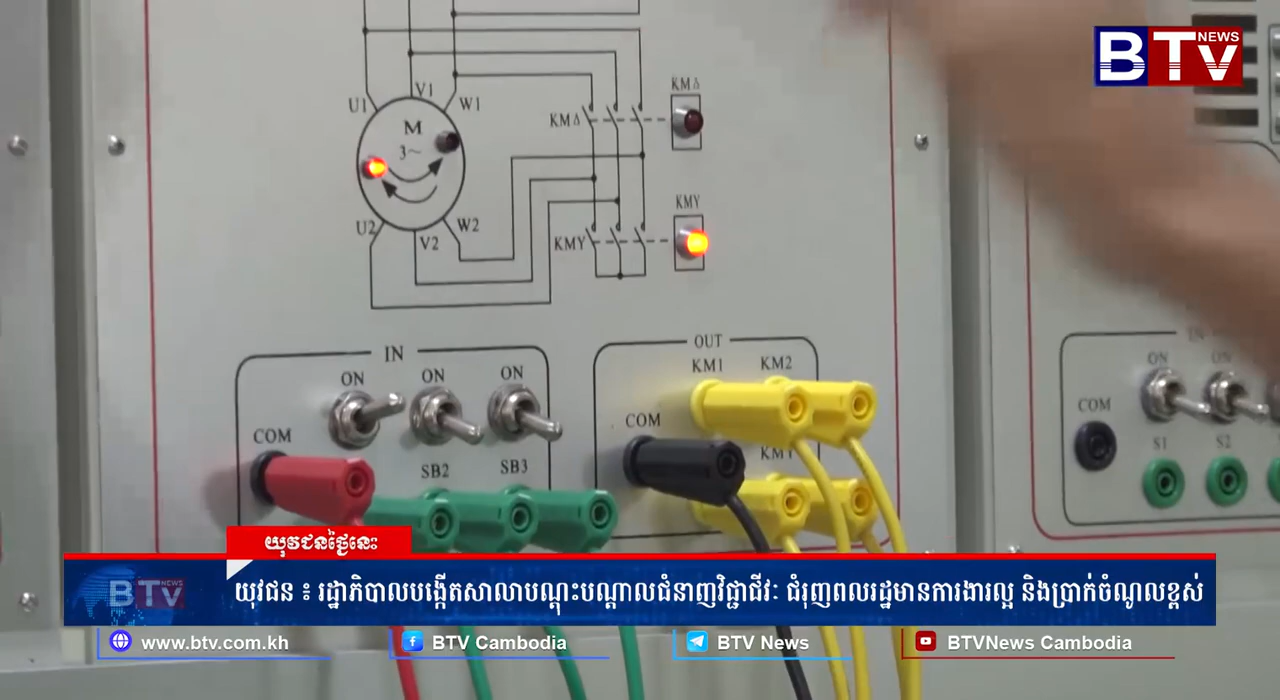 BTV NEWS
KMΔ
U1 V1 W1
M
3~
KMΔ
KMY
U2 V2 W2
KMY
IN
ON ON ON
COM
SB2 SB3
OUT
KM1 KM2
COM
ON
COM
S1 S2
យុវជនថ្ងៃនេះ
BTV NEWS
យុវជន ៖ រដ្ឋាភិបាលបង្កើតសាលាបណ្តុះបណ្តាលជំនាញវិជ្ជាជីវៈ ជំរុញពលរដ្ឋមានការងារល្អ និងប្រាក់ចំណូលខ្ពស់
www.btv.com.kh
BTV Cambodia
BTV News
BTVNews Cambodia